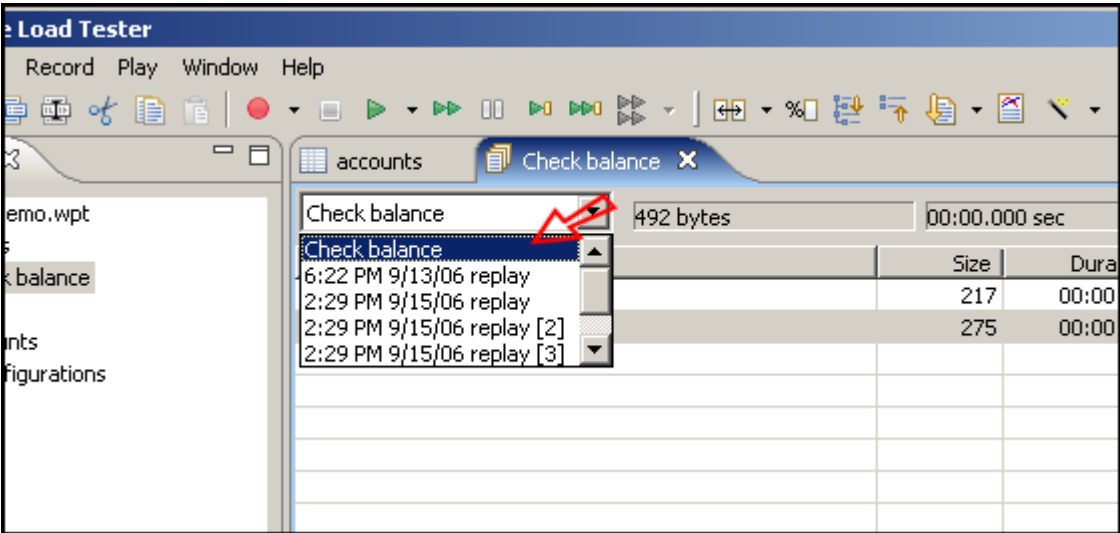 e Load Tester
Record Play Window Help
accounts Check balance
emo.wpt
s
k balance
unts
figurations
Check balance 492 bytes 00:00.000 sec
Check balance
6:22 PM 9/13/06 replay
2:29 PM 9/15/06 replay
2:29 PM 9/15/06 replay [2]
2:29 PM 9/15/06 replay [3]
Size Dura
217 00:00
275 00:00